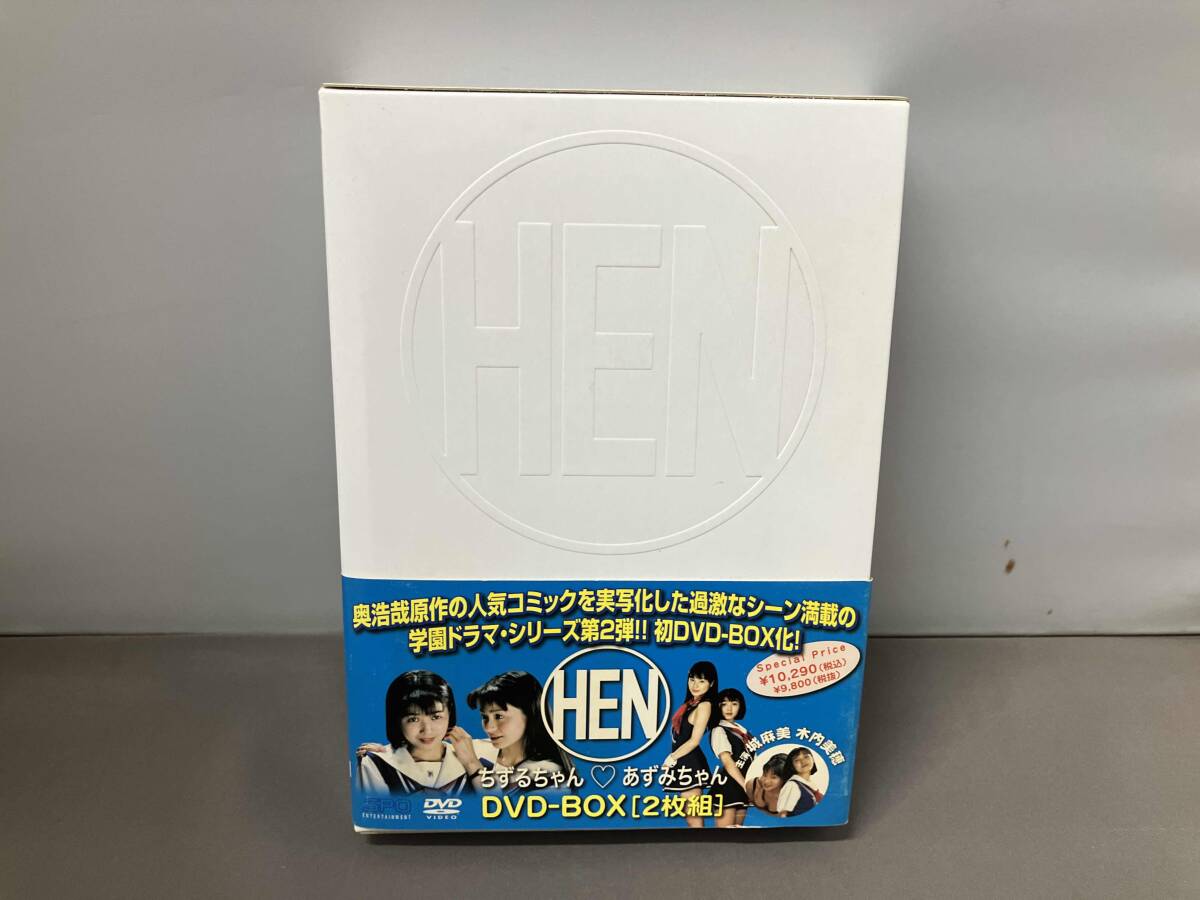 HEN
奥浩哉原作の人気コミックを実写化した過激なシーン満載の
学園ドラマ・シリーズ第2弾!! 初DVD-BOX化!
Special Price
¥10,290(税込)
¥9,800(税抜)
HEN
主演 城麻美 木内美穂
ちずるちゃん♡あずみちゃん
SPO
ENTERTAINMENT
DVD
VIDEO
DVD-BOX[2枚組]